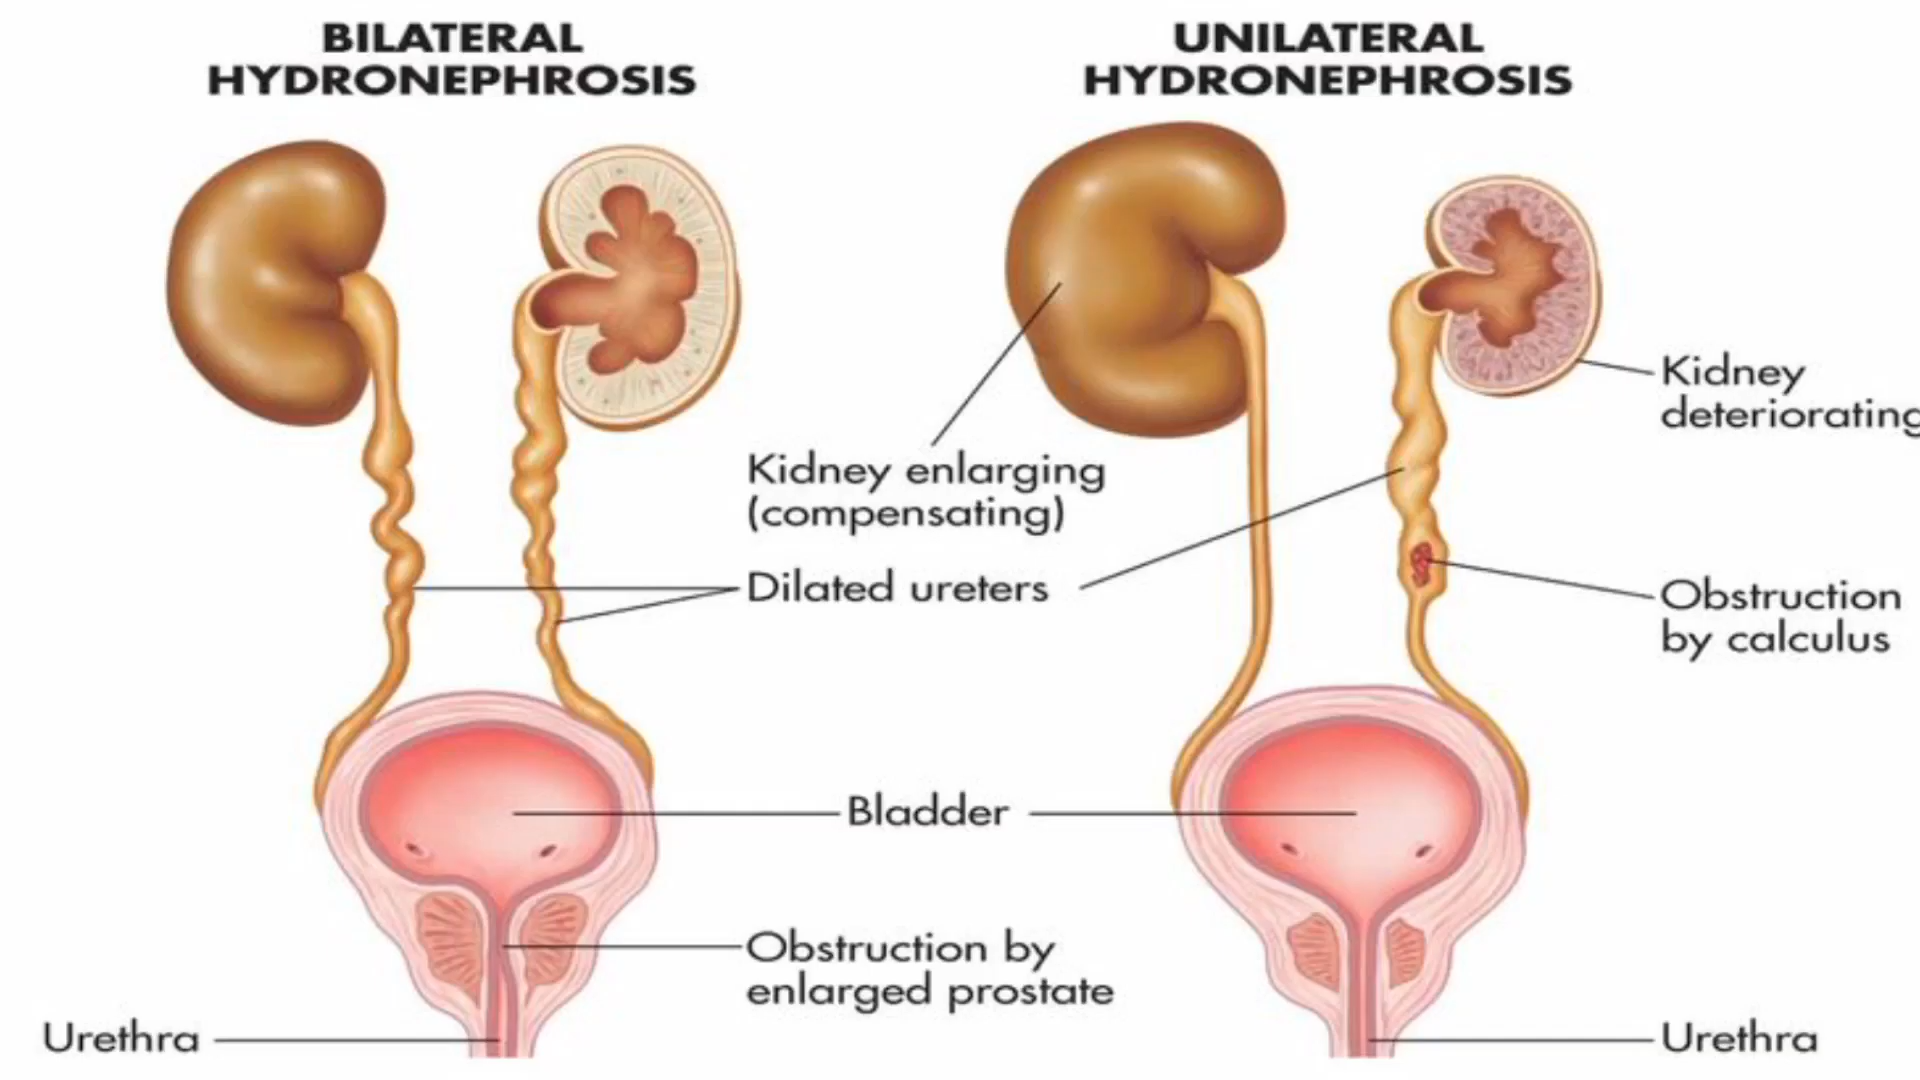 BILATERAL
HYDRONEPHROSIS
UNILATERAL
HYDRONEPHROSIS
Kidney
deteriorating
Kidney enlarging
(compensating)
Dilated ureters
Obstruction
by calculus
Bladder
Obstruction by
enlarged prostate
Urethra
Urethra